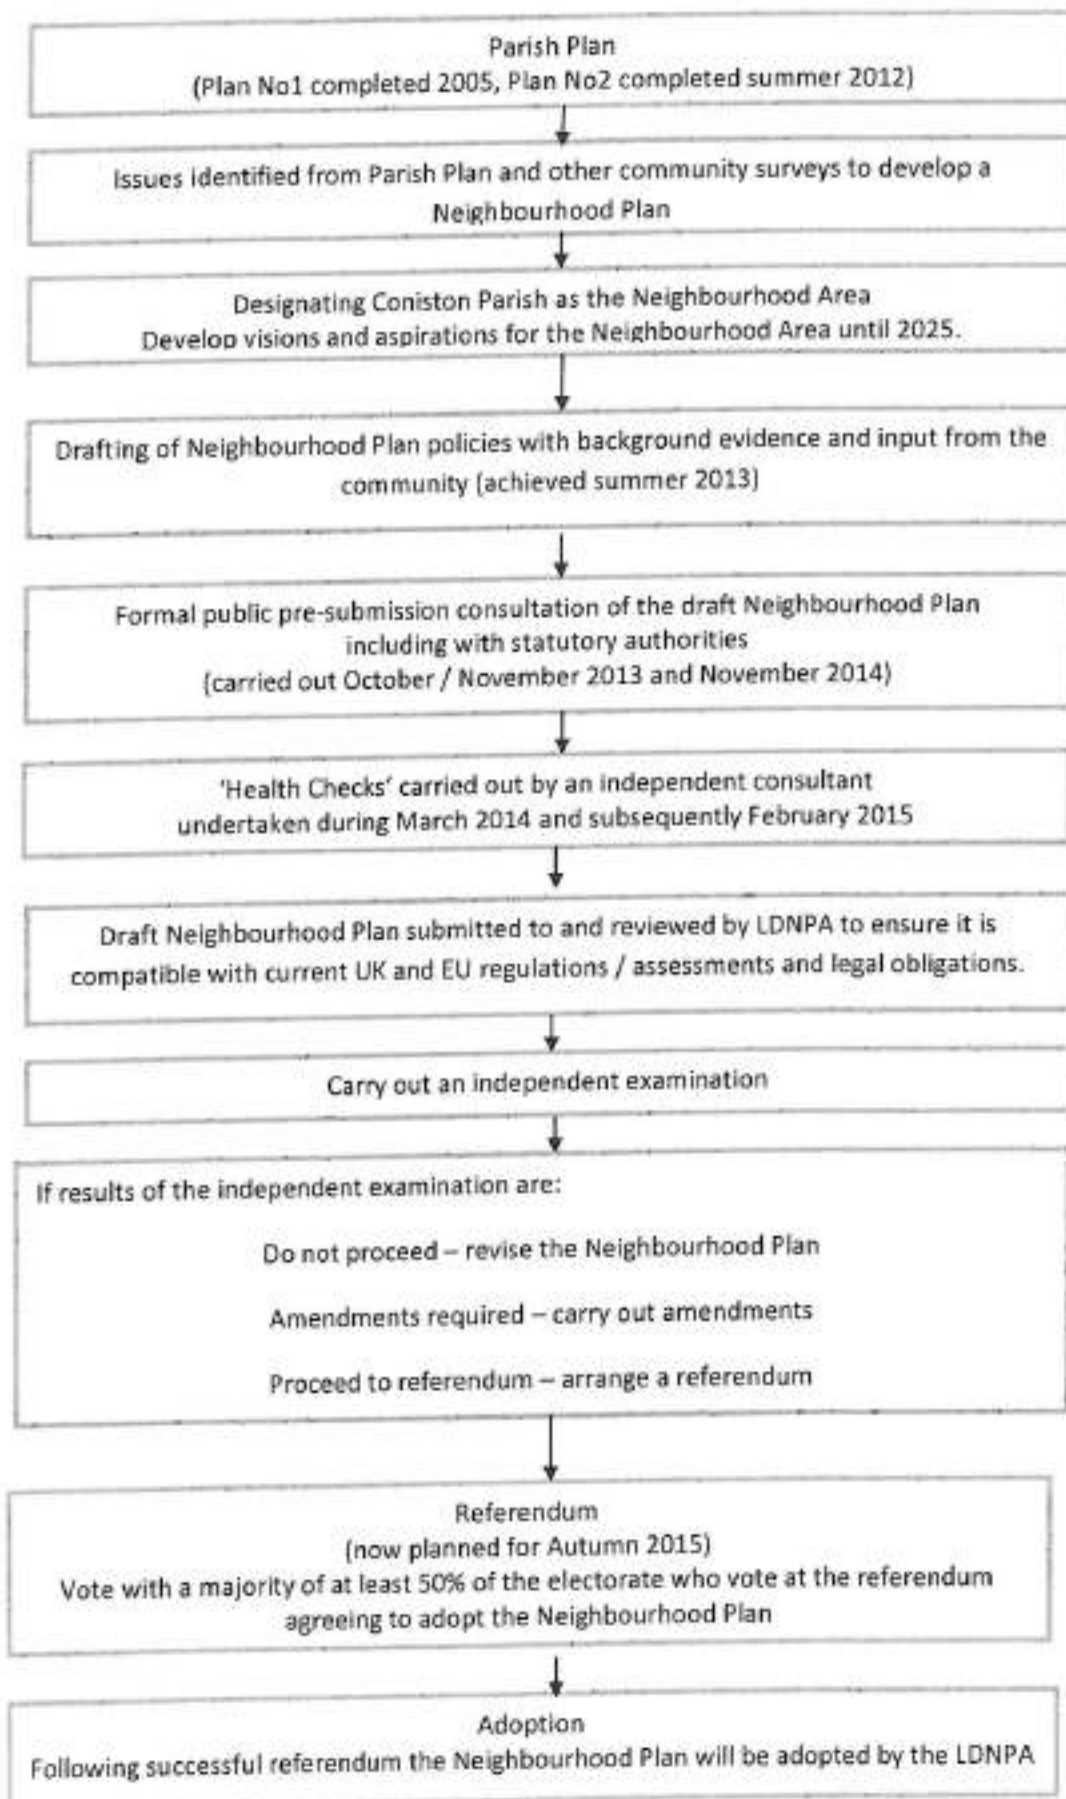 Parish Plan
(Plan No1 completed 2005, Plan No2 completed summer 2012)
Issues identified from Parish Plan and other community surveys to develop a
Neighbourhood Plan
Designating Coniston Parish as the Neighbourhood Area
Develop visions and aspirations for the Neighbourhood Area until 2025.
Drafting of Neighbourhood Plan policies with background evidence and input from the
community (achieved summer 2013)
Formal public pre-submission consultation of the draft Neighbourhood Plan
including with statutory authorities
(carried out October / November 2013 and November 2014)
'Health Checks' carried out by an independent consultant
undertaken during March 2014 and subsequently February 2015
Draft Neighbourhood Plan submitted to and reviewed by LDNPA to ensure it is
compatible with current UK and EU regulations / assessments and legal obligations.
Carry out an independent examination
If results of the independent examination are:
Do not proceed – revise the Neighbourhood Plan
Amendments required – carry out amendments
Proceed to referendum – arrange a referendum
Referendum
(now planned for Autumn 2015)
Vote with a majority of at least 50% of the electorate who vote at the referendum
agreeing to adopt the Neighbourhood Plan
Adoption
Following successful referendum the Neighbourhood Plan will be adopted by the LDNPA